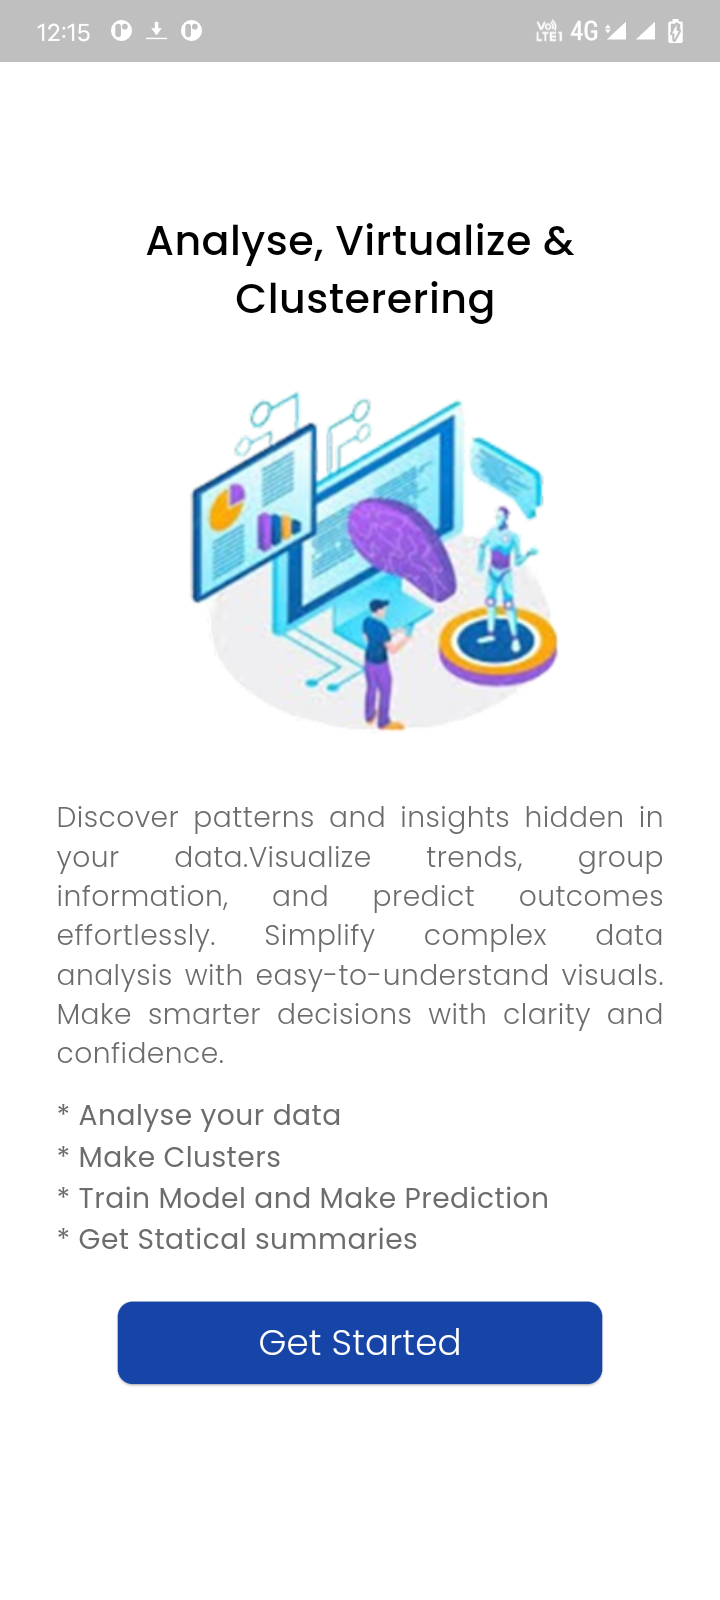 12:15
VoI) LTE1 4G
Analyse, Virtualize &
Clusterering
Discover patterns and insights hidden in
your data.Visualize trends, group
information, and predict outcomes
effortlessly. Simplify complex data
analysis with easy-to-understand visuals.
Make smarter decisions with clarity and
confidence.
* Analyse your data
* Make Clusters
* Train Model and Make Prediction
* Get Statical summaries
Get Started